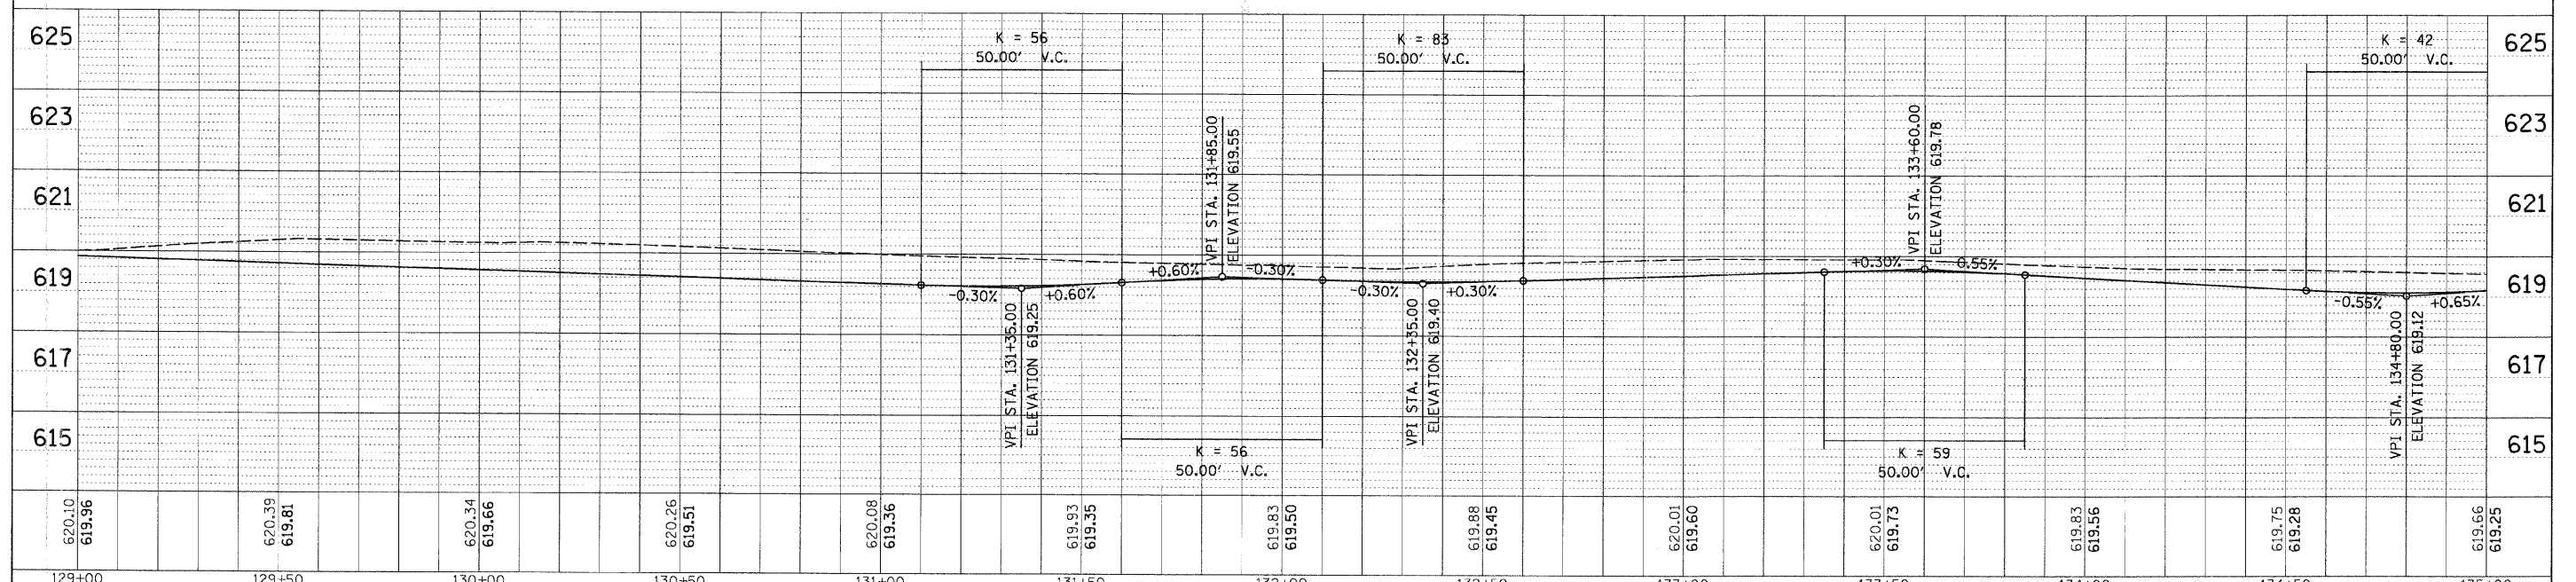 K = 56
50.00' V.C.
K = 83
50.00' V.C.
K = 42
50.00' V.C.
625
625
623
623
621
621
619
619
617
617
615
615
VPI STA. 131+85.00
ELEVATION 619.55
VPI STA. 133+60.00
ELEVATION 619.78
-0.30%
+0.60%
+0.60%
-0.30%
-0.30%
+0.30%
+0.30%
-0.55%
-0.55%
+0.65%
VPI STA. 131+35.00
ELEVATION 619.25
VPI STA. 132+35.00
ELEVATION 619.40
VPI STA. 134+80.00
ELEVATION 619.12
K = 56
50.00' V.C.
K = 59
50.00' V.C.
620.10
619.96
620.39
619.81
620.34
619.66
620.26
619.51
620.08
619.36
619.93
619.35
619.83
619.50
619.88
619.45
620.01
619.60
620.01
619.73
619.83
619.56
619.75
619.28
619.66
619.25
129+00
129+50
130+00
130+50
131+00
131+50